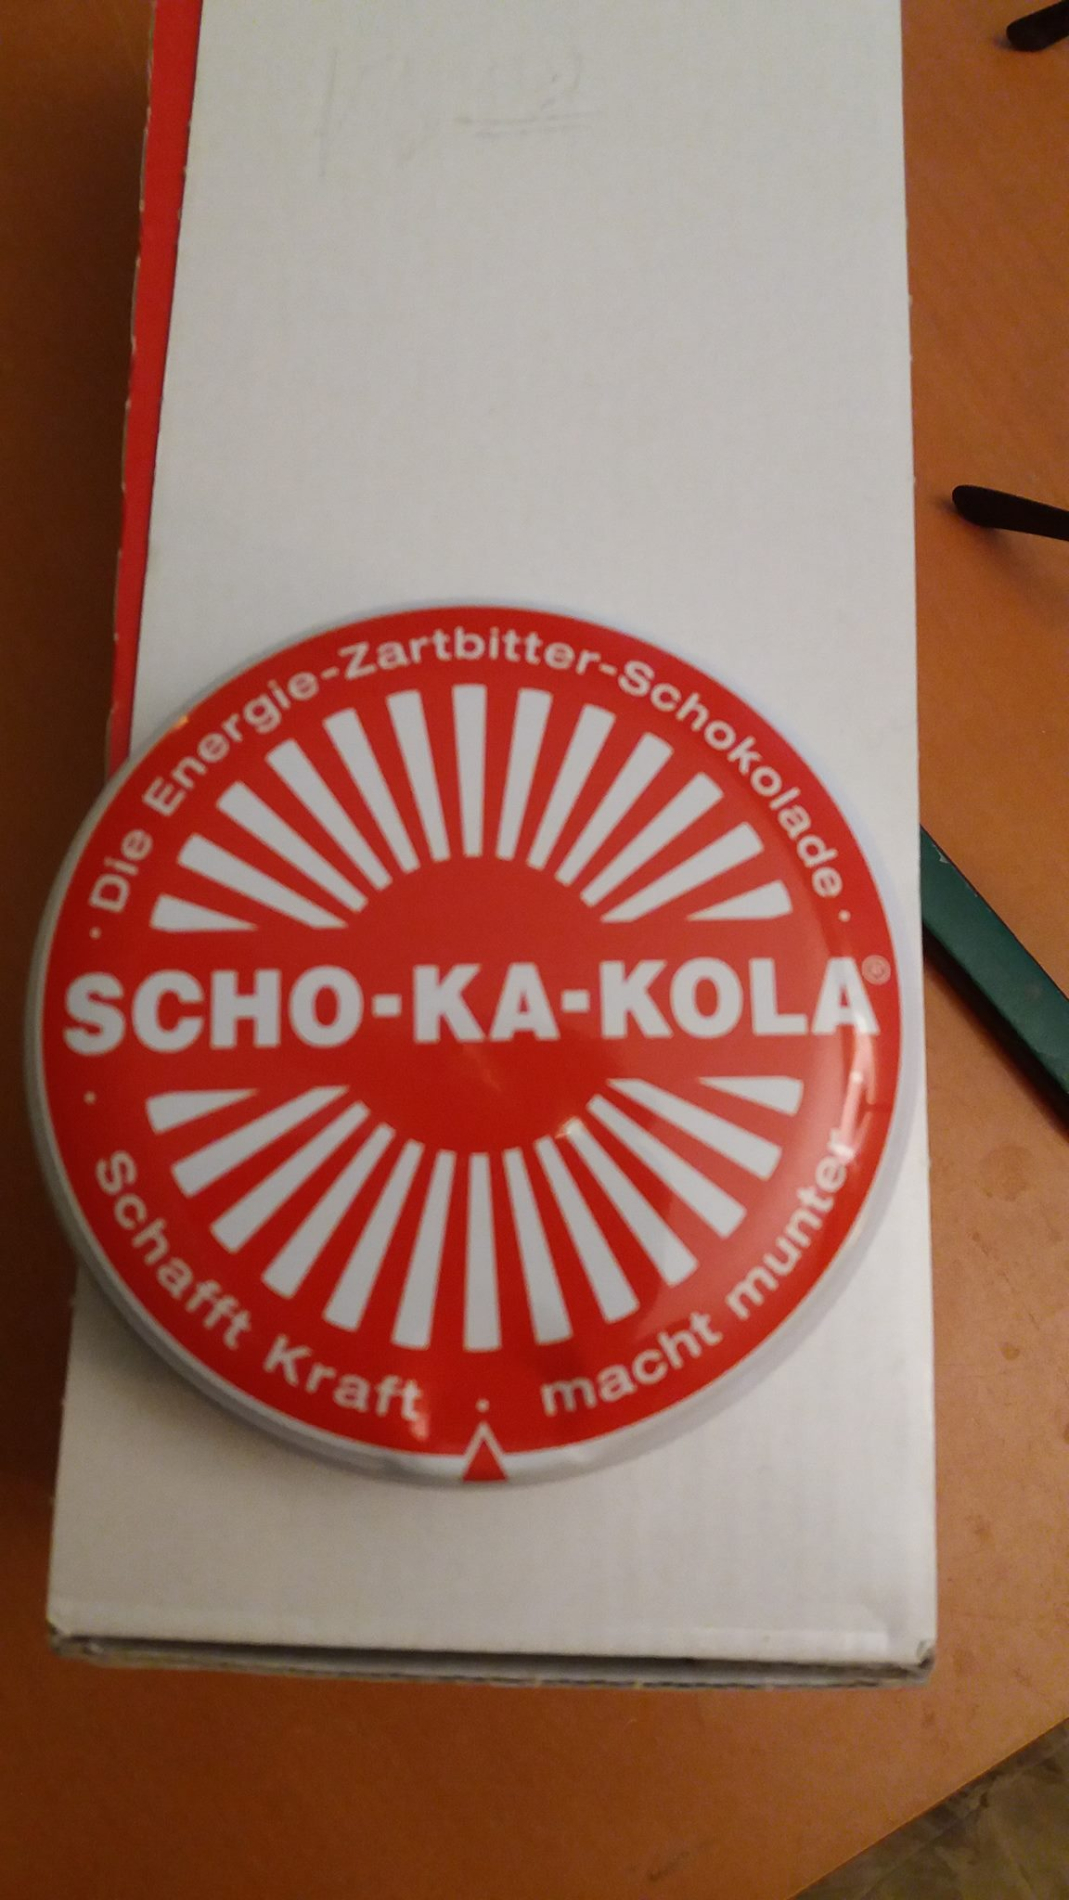 · Die Energie-Zartbitter-Schokolade ·
SCHO-KA-KOLA®
· Schafft Kraft · macht munter ·